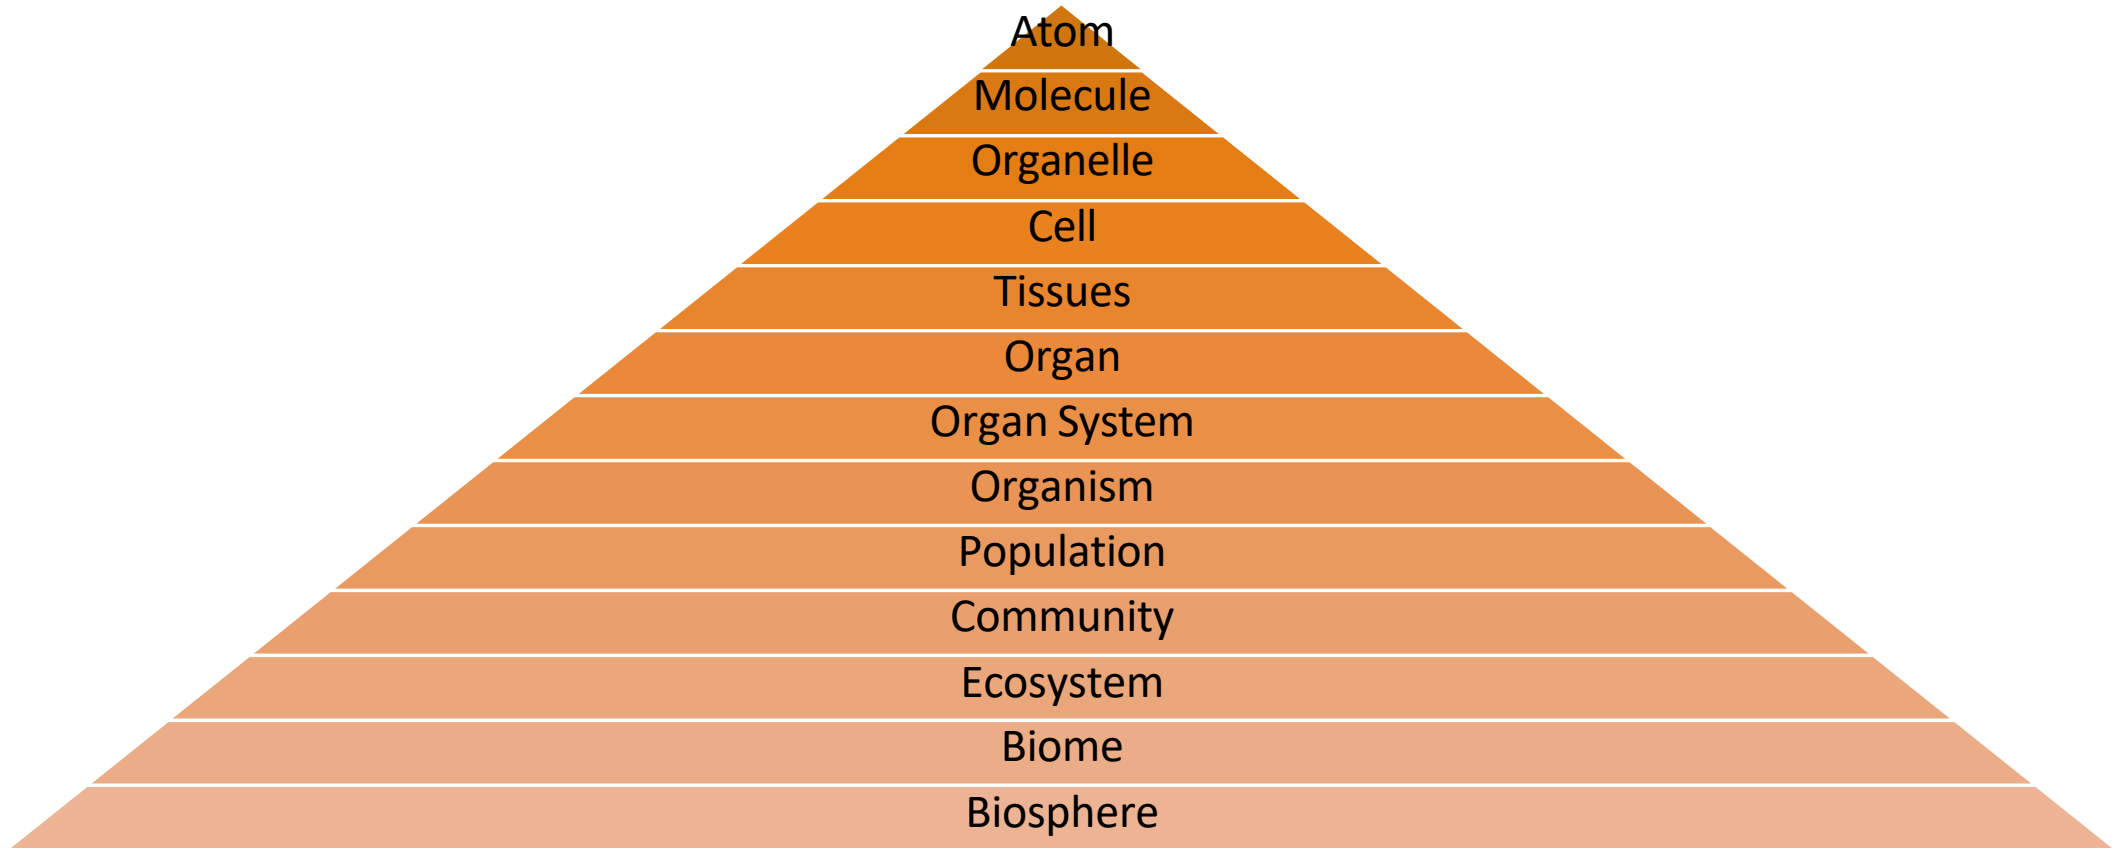 Atom
Molecule
Organelle
Cell
Tissues
Organ
Organ System
Organism
Population
Community
Ecosystem
Biome
Biosphere